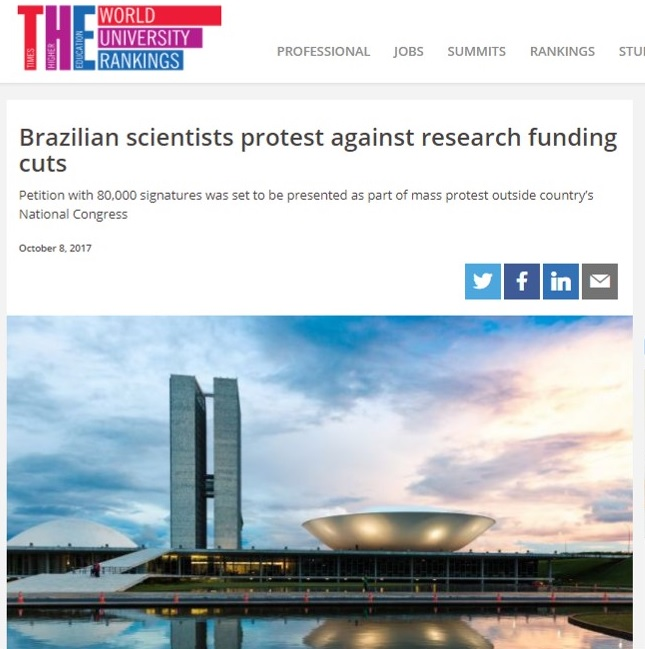 THE
TIMES
HIGHER
EDUCATION
WORLD
UNIVERSITY
RANKINGS
PROFESSIONAL JOBS SUMMITS RANKINGS STU
Brazilian scientists protest against research funding
cuts
Petition with 80,000 signatures was set to be presented as part of mass protest outside country's
National Congress
October 8, 2017
f
in